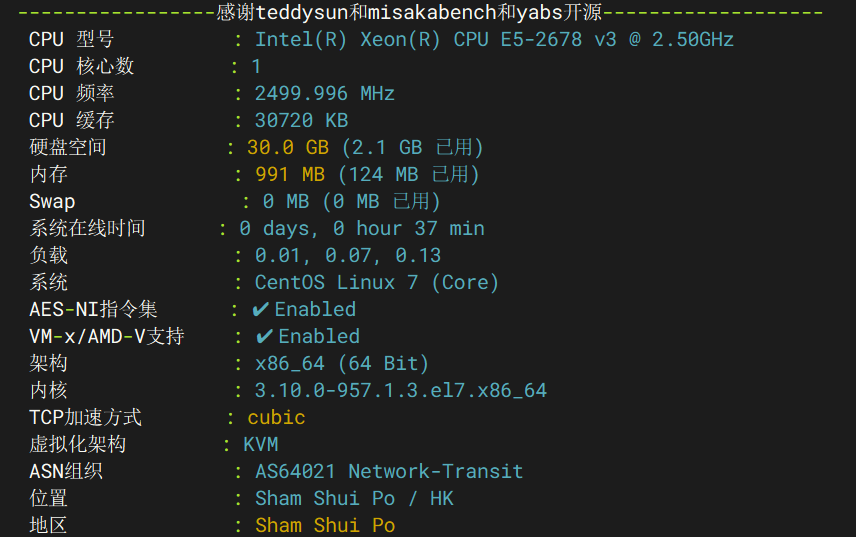 -----------------感谢teddysun和misakabench和yabs开源-------------------
CPU 型号 : Intel(R) Xeon(R) CPU E5-2678 v3 @ 2.50GHz
CPU 核心数 : 1
CPU 频率 : 2499.996 MHz
CPU 缓存 : 30720 KB
硬盘空间 : 30.0 GB (2.1 GB 已用)
内存 : 991 MB (124 MB 已用)
Swap : 0 MB (0 MB 已用)
系统在线时间 : 0 days, 0 hour 37 min
负载 : 0.01, 0.07, 0.13
系统 : CentOS Linux 7 (Core)
AES-NI指令集 : ✔ Enabled
VM-x/AMD-V支持 : ✔ Enabled
架构 : x86_64 (64 Bit)
内核 : 3.10.0-957.1.3.el7.x86_64
TCP加速方式 : cubic
虚拟化架构 : KVM
ASN组织 : AS64021 Network-Transit
位置 : Sham Shui Po / HK
地区 : Sham Shui Po